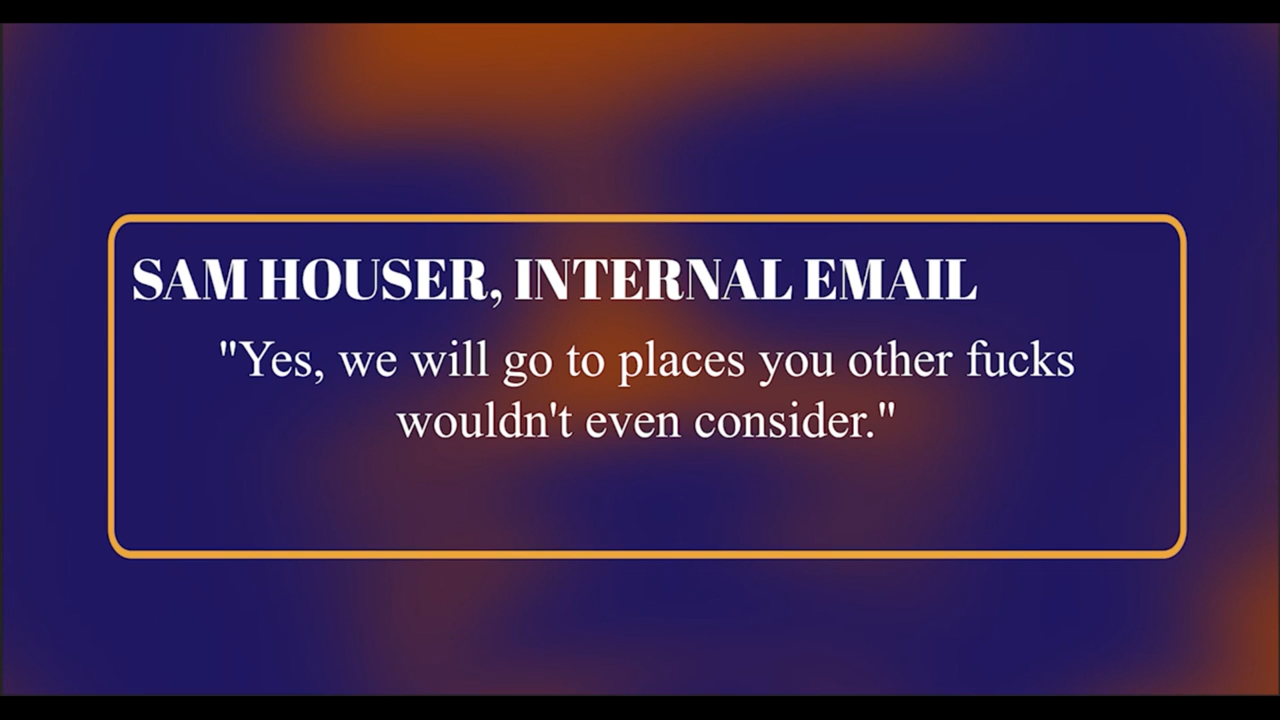 SAM HOUSER, INTERNAL EMAIL
"Yes, we will go to places you other fucks
wouldn't even consider."